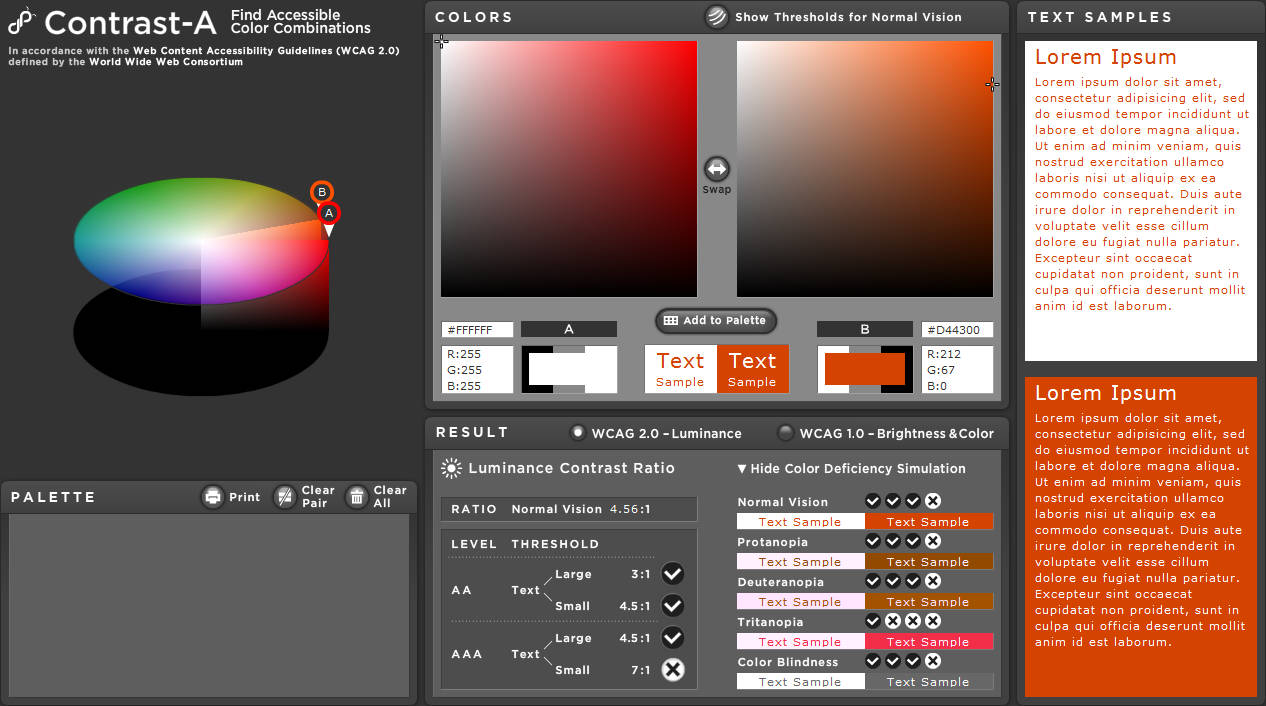 Contrast-A
Find Accessible
Color Combinations
In accordance with the Web Content Accessibility Guidelines (WCAG 2.0)
defined by the World Wide Web Consortium
B
A
PALETTE
Print
Clear
Pair
Clear
All
COLORS
Show Thresholds for Normal Vision
Swap
Add to Palette
#FFFFFF
A
B
#D44300
R:255
G:255
B:255
Text
Sample
Text
Sample
R:212
G:67
B:0
RESULT
WCAG 2.0 – Luminance
WCAG 1.0 – Brightness & Color
Luminance Contrast Ratio
RATIO Normal Vision 4.56:1
LEVEL THRESHOLD
AA Text
Large 3:1
Small 4.5:1
AAA Text
Large 4.5:1
Small 7:1
▼ Hide Color Deficiency Simulation
Normal Vision
Text Sample Text Sample
Protanopia
Text Sample Text Sample
Deuteranopia
Text Sample Text Sample
Tritanopia
Text Sample Text Sample
Color Blindness
Text Sample Text Sample
TEXT SAMPLES
Lorem Ipsum
Lorem ipsum dolor sit amet,
consectetur adipisicing elit, sed
do eiusmod tempor incididunt ut
labore et dolore magna aliqua.
Ut enim ad minim veniam, quis
nostrud exercitation ullamco
laboris nisi ut aliquip ex ea
commodo consequat. Duis aute
irure dolor in reprehenderit in
voluptate velit esse cillum
dolore eu fugiat nulla pariatur.
Excepteur sint occaecat
cupidatat non proident, sunt in
culpa qui officia deserunt mollit
anim id est laborum.
Lorem Ipsum
Lorem ipsum dolor sit amet,
consectetur adipisicing elit, sed
do eiusmod tempor incididunt ut
labore et dolore magna aliqua.
Ut enim ad minim veniam, quis
nostrud exercitation ullamco
laboris nisi ut aliquip ex ea
commodo consequat. Duis aute
irure dolor in reprehenderit in
voluptate velit esse cillum
dolore eu fugiat nulla pariatur.
Excepteur sint occaecat
cupidatat non proident, sunt in
culpa qui officia deserunt mollit
anim id est laborum.